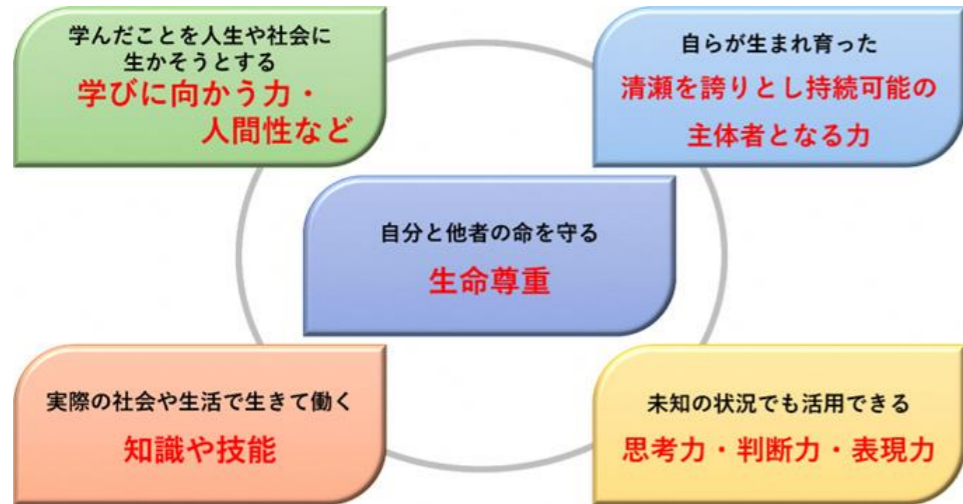 学んだことを人生や社会に
生かそうとする
学びに向かう力・
人間性など
自らが生まれ育った
清瀬を誇りとし持続可能の
主体者となる力
自分と他者の命を守る
生命尊重
実際の社会や生活で生きて働く
知識や技能
未知の状況でも活用できる
思考力・判断力・表現力